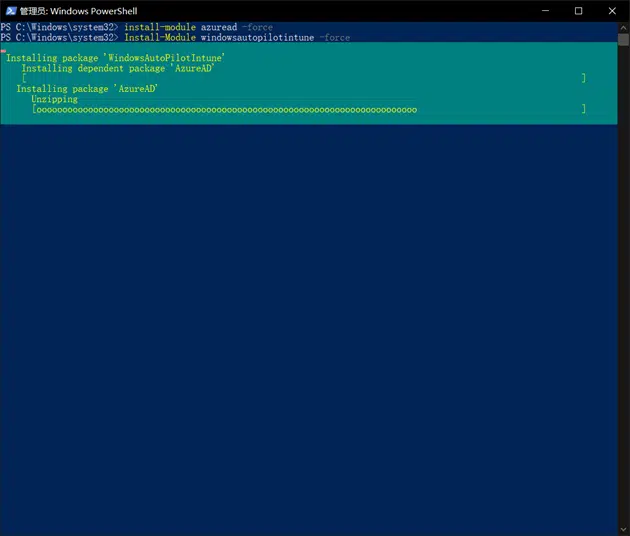 管理员: Windows PowerShell
PS C:\Windows\system32> install-module azuread -force
PS C:\Windows\system32> Install-Module windowsautopilotintune -force
Installing package 'WindowsAutoPilotIntune'
Installing dependent package 'AzureAD'
[ ]
Installing package 'AzureAD'
Unzipping
[oooooooooooooooooooooooooooooooooooooooooooooooooooooooooooooooooooooooooo ]